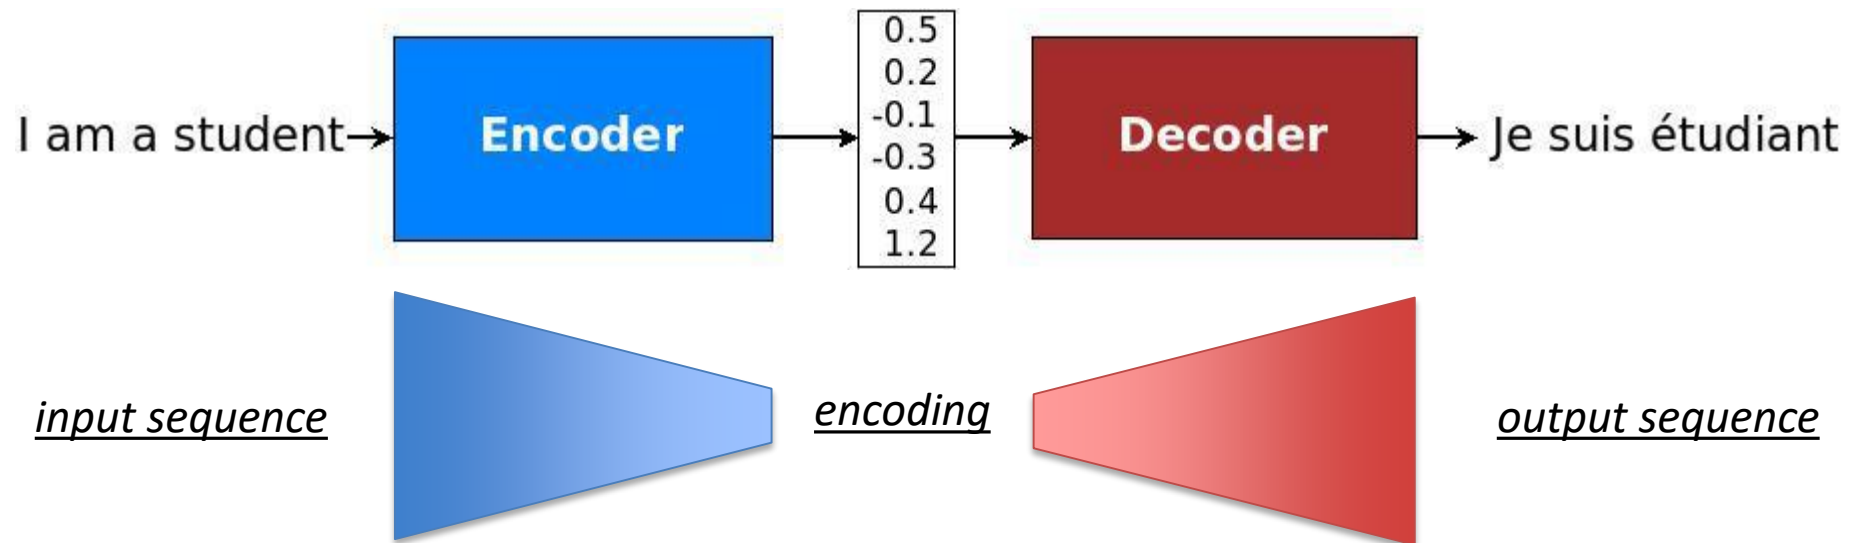 I am a student
Encoder
0.5
0.2
-0.1
-0.3
0.4
1.2
Decoder
Je suis étudiant
input sequence
encoding
output sequence